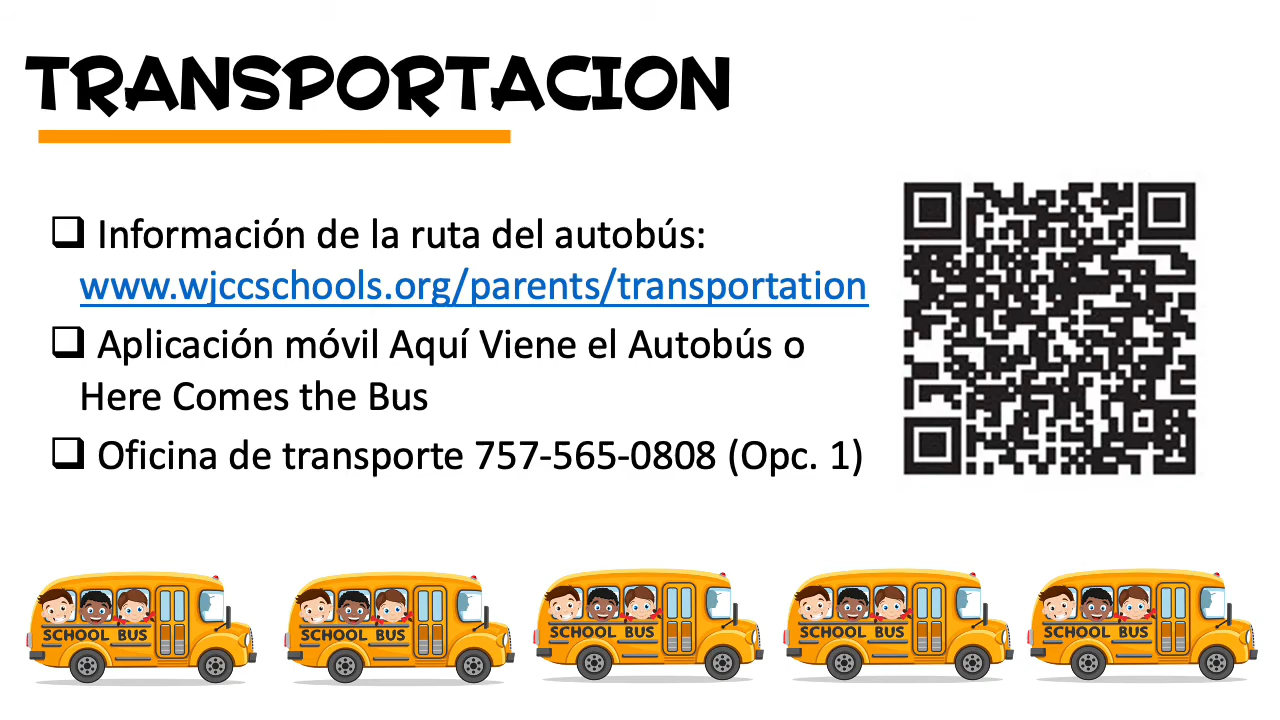 TRANSPORTACION
Información de la ruta del autobús:
www.wjccschools.org/parents/transportation
Aplicación móvil Aquí Viene el Autobús o
Here Comes the Bus
Oficina de transporte 757-565-0808 (Opc. 1)
SCHOOL BUS
SCHOOL BUS
SCHOOL BUS
SCHOOL BUS
SCHOOL BUS